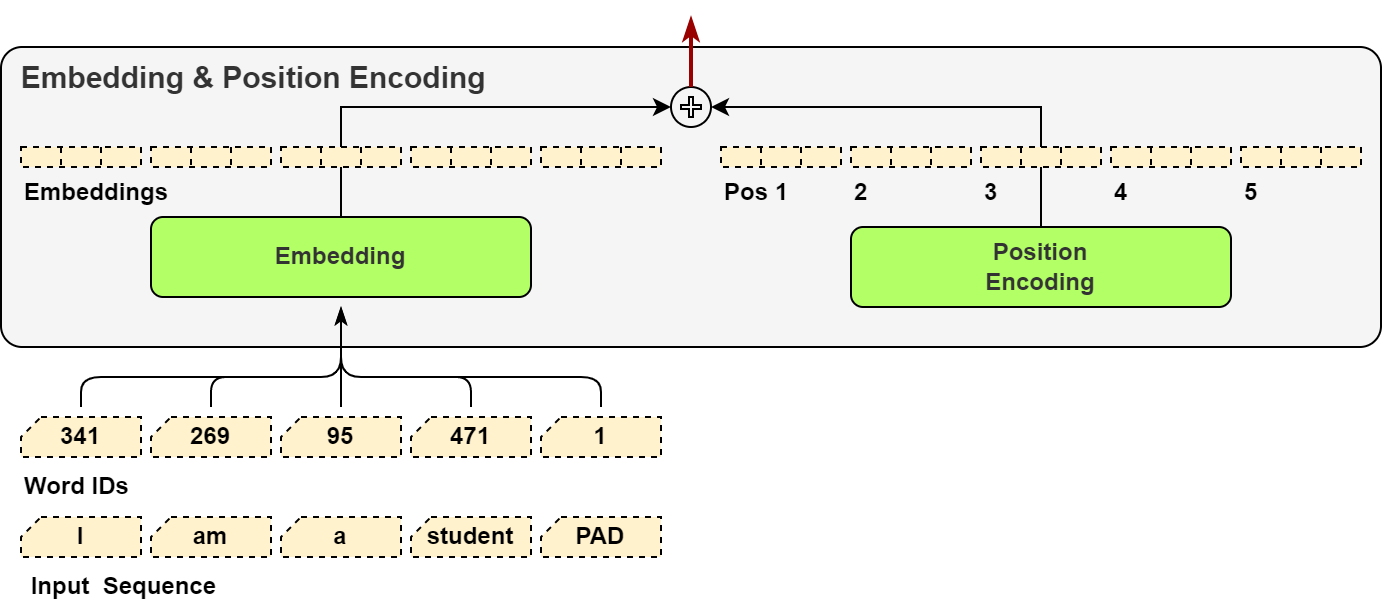 Embedding & Position Encoding
Embeddings
Pos 1 2 3 4 5
Embedding
Position
Encoding
341 269 95 471 1
Word IDs
I am a student PAD
Input Sequence